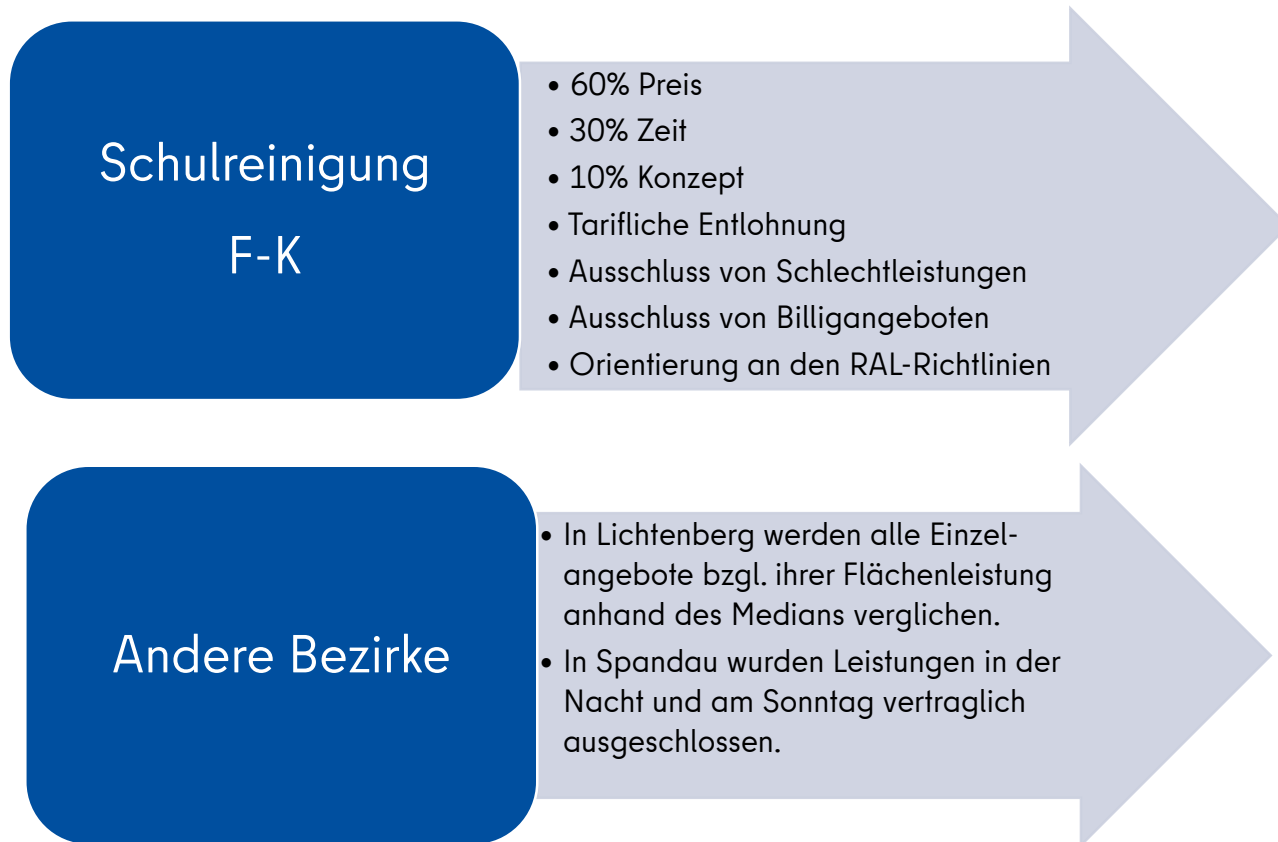 Schulreinigung
F-K
• 60% Preis
• 30% Zeit
• 10% Konzept
• Tarifliche Entlohnung
• Ausschluss von Schlechtleistungen
• Ausschluss von Billigangeboten
• Orientierung an den RAL-Richtlinien
Andere Bezirke
• In Lichtenberg werden alle Einzel-
angebote bzgl. ihrer Flächenleistung
anhand des Medians verglichen.
• In Spandau wurden Leistungen in der
Nacht und am Sonntag vertraglich
ausgeschlossen.